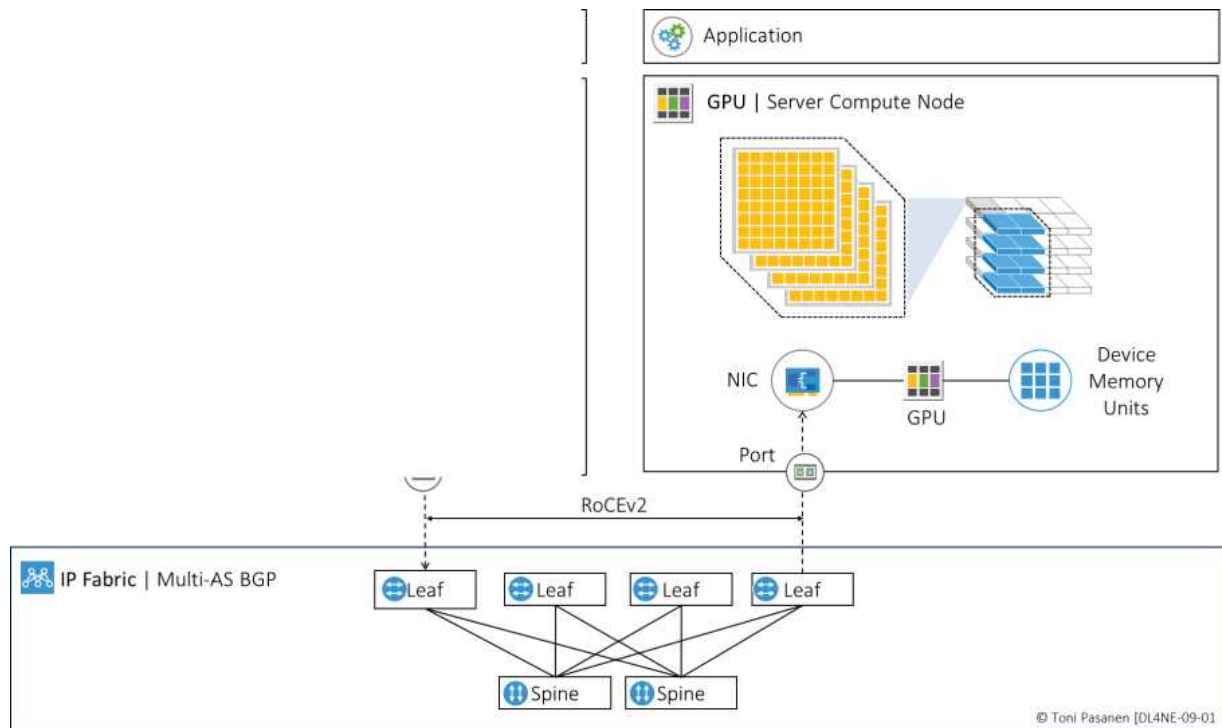 Application
GPU | Server Compute Node
NIC
GPU
Device
Memory
Units
Port
RoCEv2
IP Fabric | Multi-AS BGP
Leaf
Leaf
Leaf
Leaf
Spine
Spine
© Toni Pasanen [DL4NE-09-01